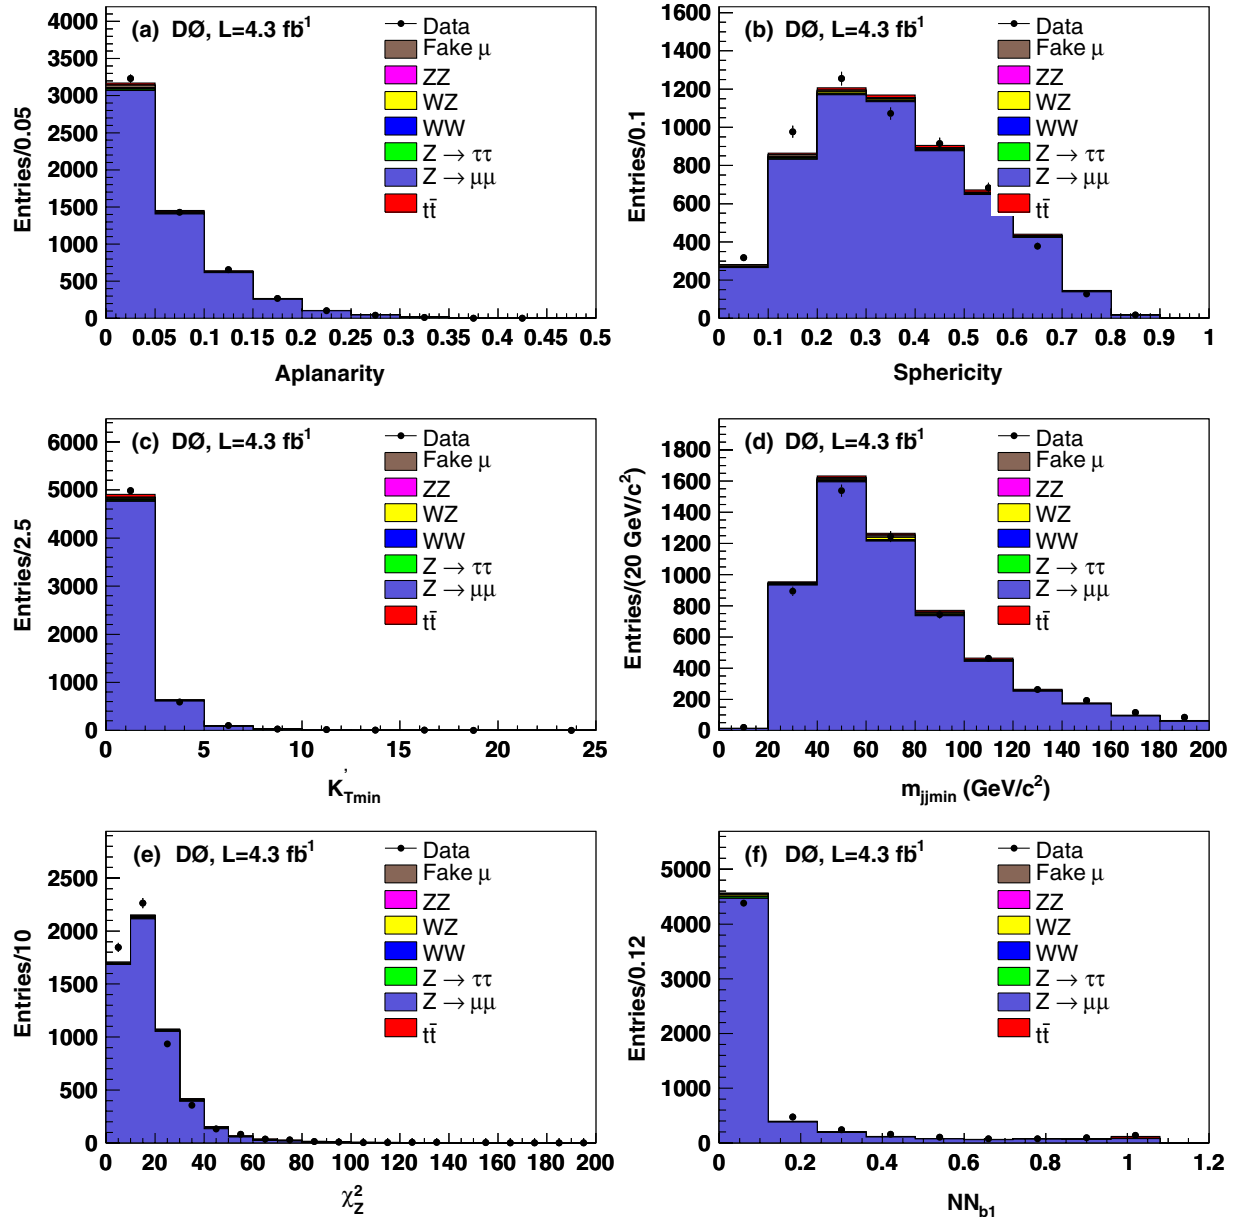 (a) DØ, L=4.3 fb⁻¹
Data
Fake μ
ZZ
WZ
WW
Z → ττ
Z → μμ
tt̄
Entries/0.05
4000
3500
3000
2500
2000
1500
1000
500
0
0 0.05 0.1 0.15 0.2 0.25 0.3 0.35 0.4 0.45 0.5
Aplanarity
(b) DØ, L=4.3 fb⁻¹
Data
Fake μ
ZZ
WZ
WW
Z → ττ
Z → μμ
tt̄
Entries/0.1
1600
1400
1200
1000
800
600
400
200
0
0 0.1 0.2 0.3 0.4 0.5 0.6 0.7 0.8 0.9 1
Sphericity
(c) DØ, L=4.3 fb⁻¹
Data
Fake μ
ZZ
WZ
WW
Z → ττ
Z → μμ
tt̄
Entries/2.5
6000
5000
4000
3000
2000
1000
0
0 5 10 15 20 25
K'Tmin
(d) DØ, L=4.3 fb⁻¹
Data
Fake μ
ZZ
WZ
WW
Z → ττ
Z → μμ
tt̄
Entries/(20 GeV/c²)
1800
1600
1400
1200
1000
800
600
400
200
0
0 20 40 60 80 100 120 140 160 180 200
mjjmin (GeV/c²)
(e) DØ, L=4.3 fb⁻¹
Data
Fake μ
ZZ
WZ
WW
Z → ττ
Z → μμ
tt̄
Entries/10
2500
2000
1500
1000
500
0
0 20 40 60 80 100 120 140 160 180 200
χ²Z
(f) DØ, L=4.3 fb⁻¹
Data
Fake μ
ZZ
WZ
WW
Z → ττ
Z → μμ
tt̄
Entries/0.12
5000
4000
3000
2000
1000
0
0 0.2 0.4 0.6 0.8 1 1.2
NNb1